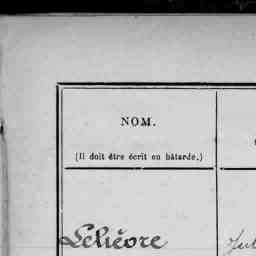 NOM.
(Il doit être écrit en bâtarde.)
Lelièvre